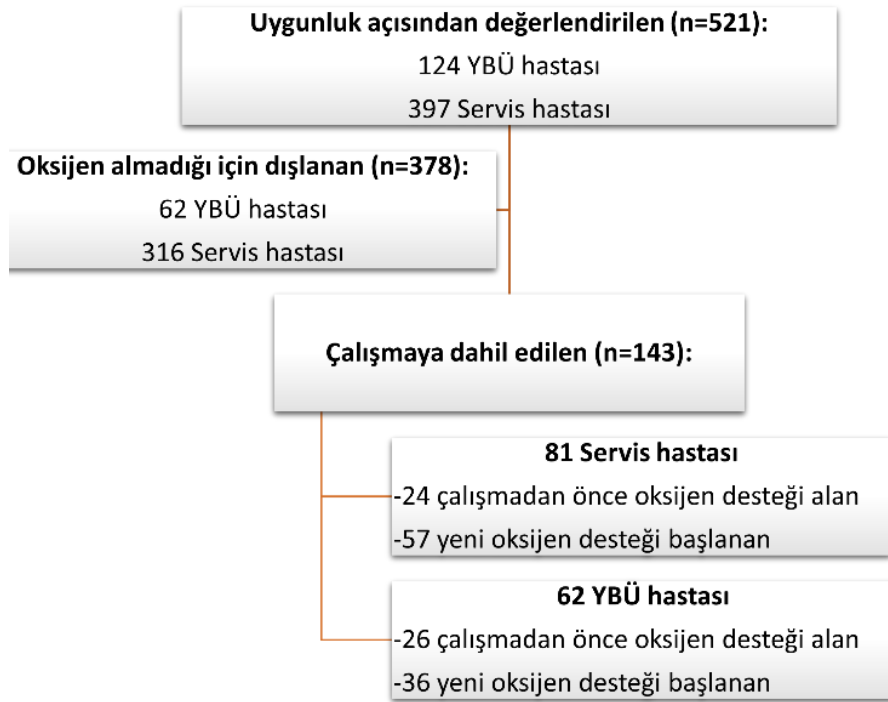 Uygunluk açısından değerlendirilen (n=521):
124 YBÜ hastası
397 Servis hastası
Oksijen almadığı için dışlanan (n=378):
62 YBÜ hastası
316 Servis hastası
Çalışmaya dahil edilen (n=143):
81 Servis hastası
-24 çalışmadan önce oksijen desteği alan
-57 yeni oksijen desteği başlanan
62 YBÜ hastası
-26 çalışmadan önce oksijen desteği alan
-36 yeni oksijen desteği başlanan